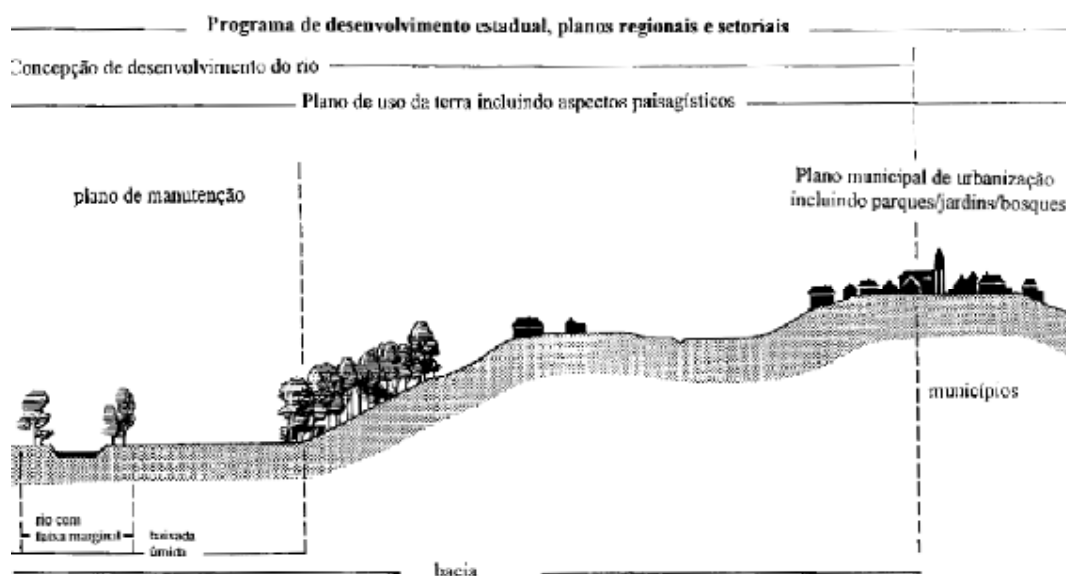 Programa de desenvolvimento estadual, planos regionais e setoriais
Concepção de desenvolvimento do rio
Plano de uso da terra incluindo aspectos paisagísticos
plano de manutenção
Plano municipal de urbanização
incluindo parques/jardins/bosques
municípios
rio com
faixa marginal
baixada
úmida
bacia